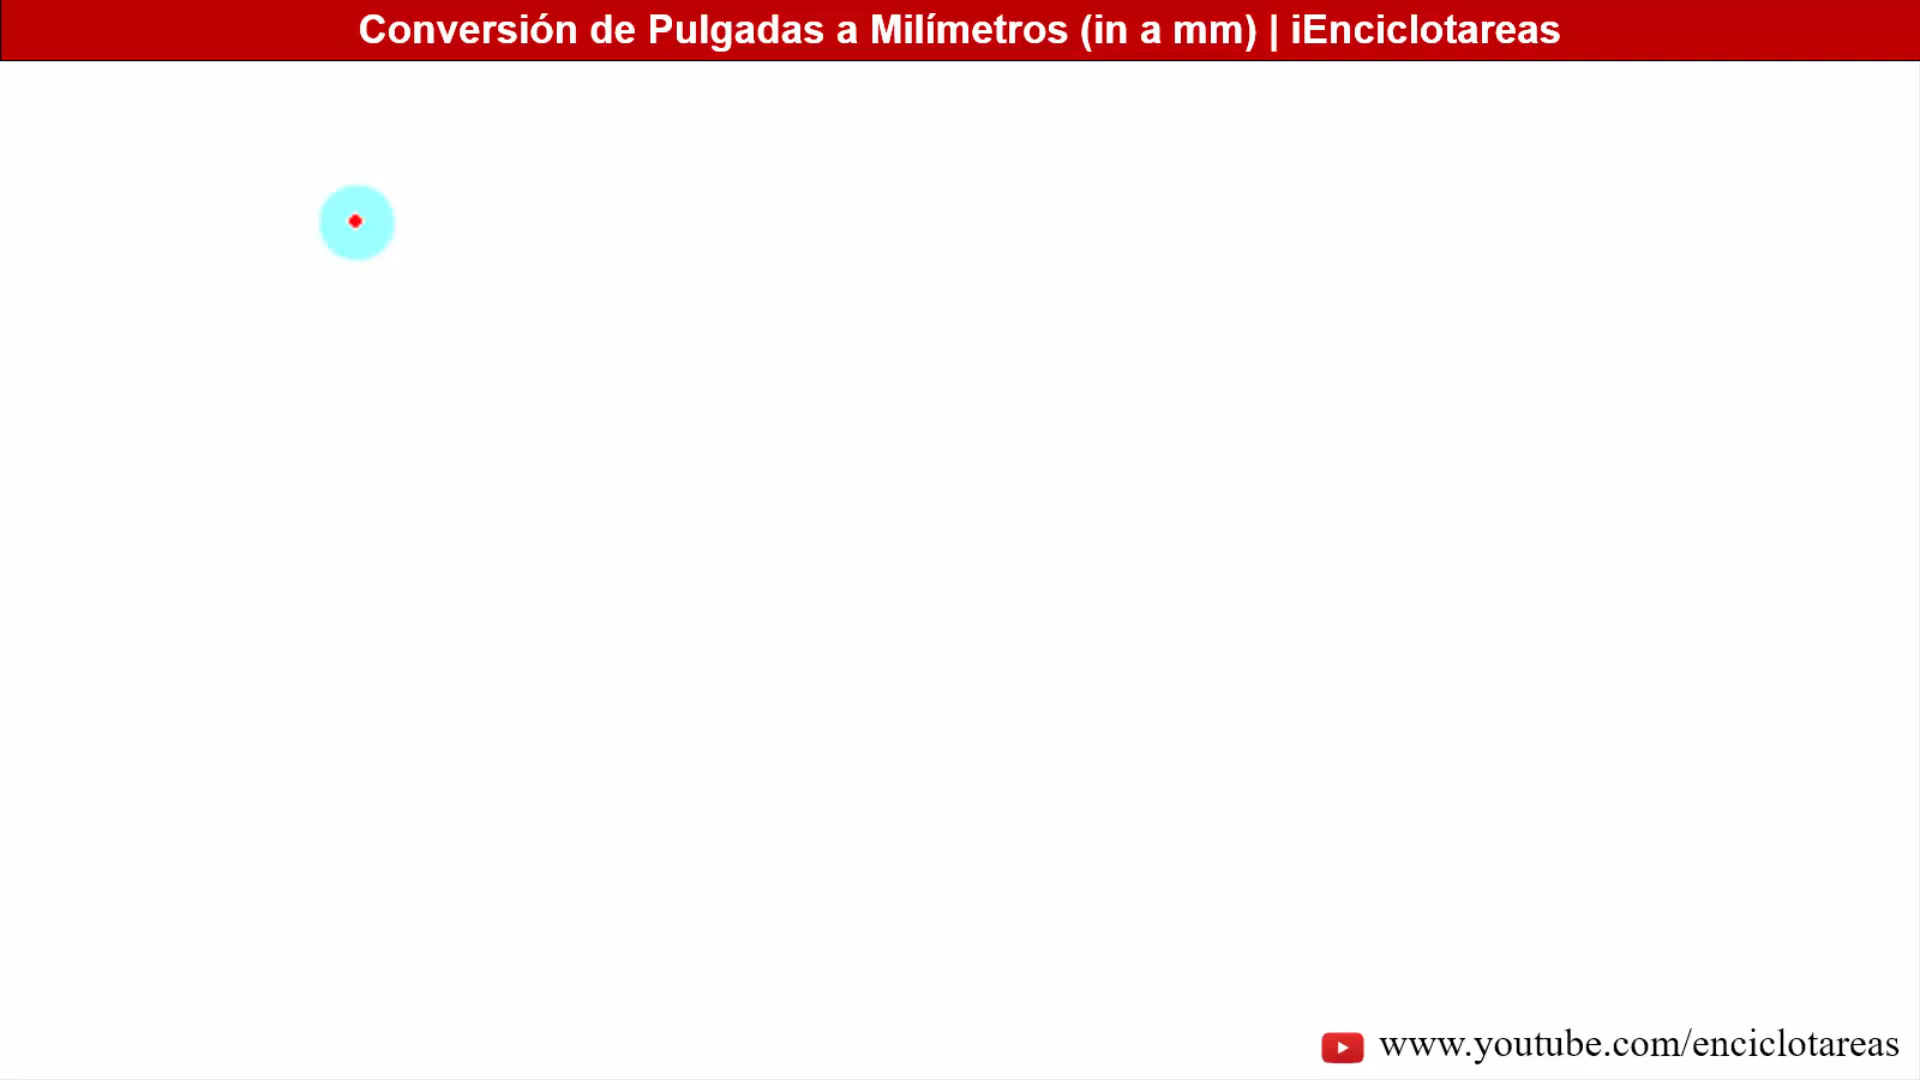 Conversión de Pulgadas a Milímetros (in a mm) | iEnciclotareas
www.youtube.com/enciclotareas